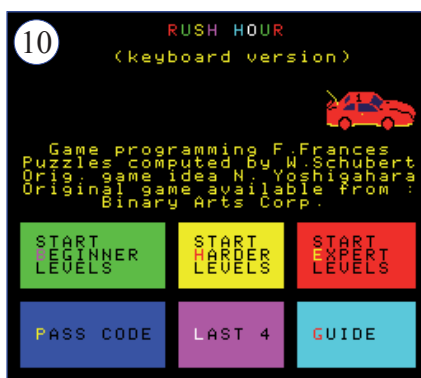 10
RUSH HOUR
(keyboard version)
1
Game programming F.Frances
Puzzles computed by W.Schubert
Orig. game idea N. Yoshigahara
Original game available from :
Binary Arts Corp.
START BEGINNER LEVELS
START HARDER LEVELS
START EXPERT LEVELS
PASS CODE
LAST 4
GUIDE